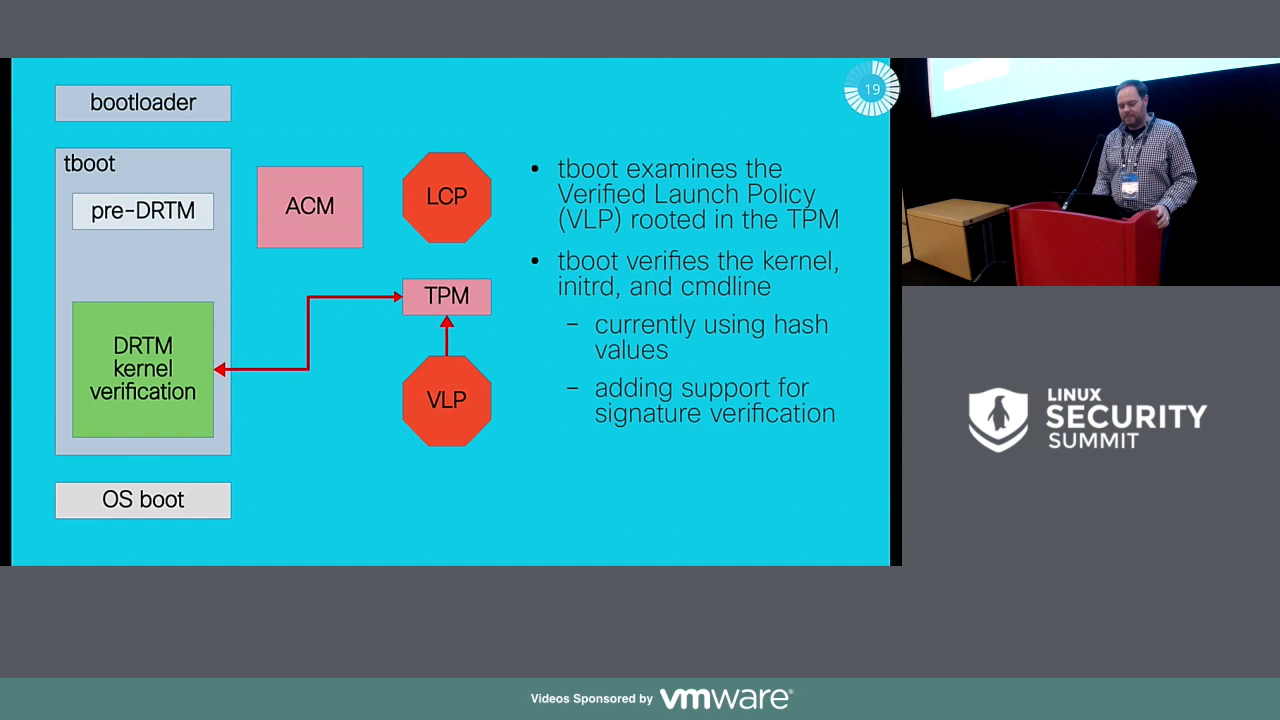 bootloader
tboot
pre-DRTM
ACM
LCP
TPM
DRTM
kernel
verification
VLP
OS boot
19
• tboot examines the
Verified Launch Policy
(VLP) rooted in the TPM
• tboot verifies the kernel,
initrd, and cmdline
– currently using hash
values
– adding support for
signature verification
LINUX
SECURITY
SUMMIT
Videos Sponsored by vmware®